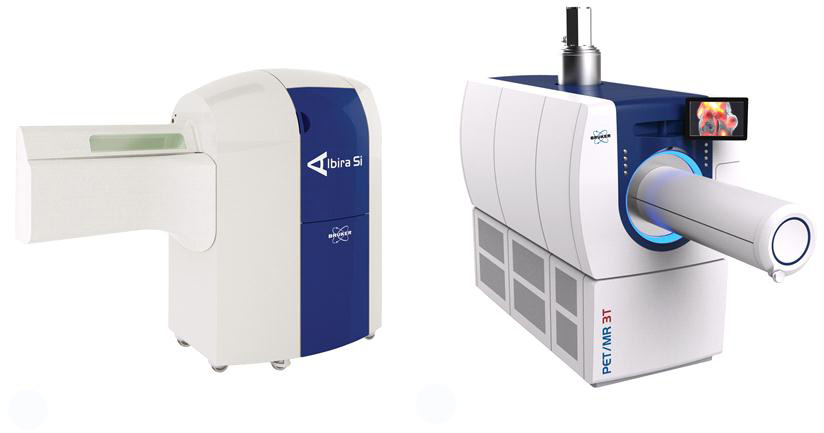 Albira Si
BRUKER
BRUKER
PET/MR 3T